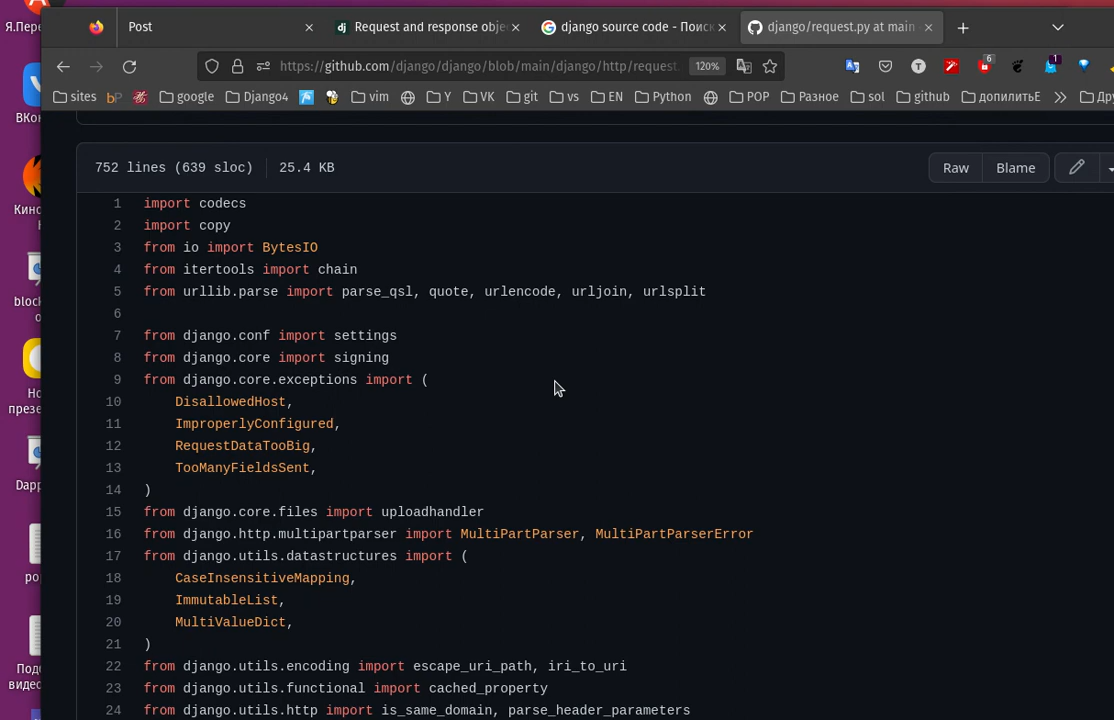 Я.Пере
Post
Request and response obje
django source code - Поиск
django/request.py at main -
https://github.com/django/django/blob/main/django/http/request.
120%
6
1
sites
bP
google
Django4
vim
Y
VK
git
vs
EN
Python
POP
Разное
sol
github
допилитьE
Дру
ВКон
Кино
block
o
Но
презе
Dapp
po
Подб
видео
752 lines (639 sloc)
25.4 KB
Raw
Blame
1 import codecs
2 import copy
3 from io import BytesIO
4 from itertools import chain
5 from urllib.parse import parse_qsl, quote, urlencode, urljoin, urlsplit
6
7 from django.conf import settings
8 from django.core import signing
9 from django.core.exceptions import (
10 DisallowedHost,
11 ImproperlyConfigured,
12 RequestDataTooBig,
13 TooManyFieldsSent,
14 )
15 from django.core.files import uploadhandler
16 from django.http.multipartparser import MultiPartParser, MultiPartParserError
17 from django.utils.datastructures import (
18 CaseInsensitiveMapping,
19 ImmutableList,
20 MultiValueDict,
21 )
22 from django.utils.encoding import escape_uri_path, iri_to_uri
23 from django.utils.functional import cached_property
24 from django.utils.http import is_same_domain, parse_header_parameters